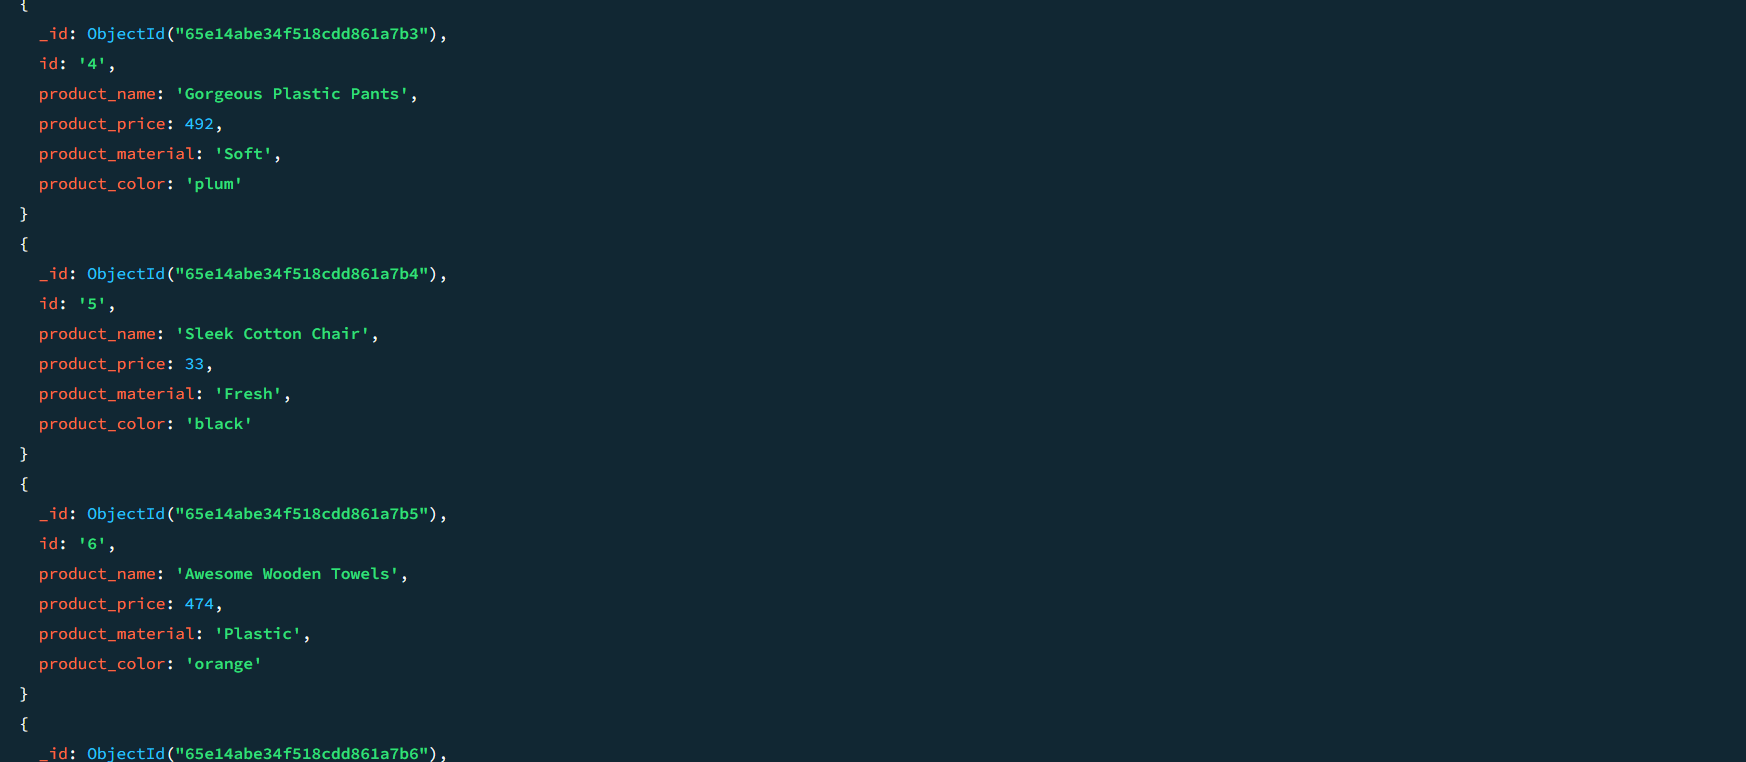 {
_id: ObjectId("65e14abe34f518cdd861a7b3"),
id: '4',
product_name: 'Gorgeous Plastic Pants',
product_price: 492,
product_material: 'Soft',
product_color: 'plum'
}
{
_id: ObjectId("65e14abe34f518cdd861a7b4"),
id: '5',
product_name: 'Sleek Cotton Chair',
product_price: 33,
product_material: 'Fresh',
product_color: 'black'
}
{
_id: ObjectId("65e14abe34f518cdd861a7b5"),
id: '6',
product_name: 'Awesome Wooden Towels',
product_price: 474,
product_material: 'Plastic',
product_color: 'orange'
}
{
_id: ObjectId("65e14abe34f518cdd861a7b6"),